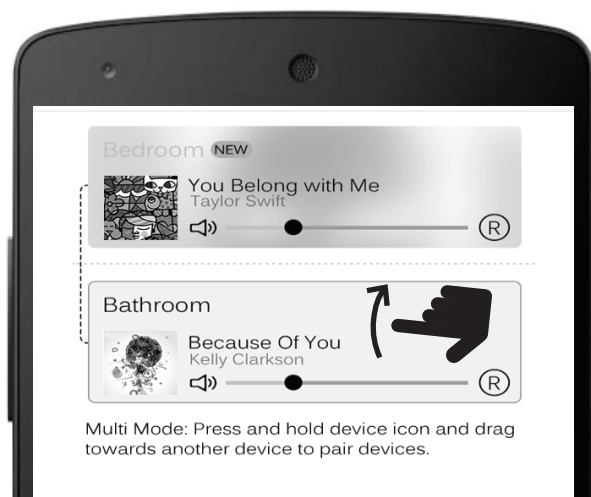 Bedroom NEW
You Belong with Me
Taylor Swift
R
Bathroom
Because Of You
Kelly Clarkson
R
Multi Mode: Press and hold device icon and drag
towards another device to pair devices.